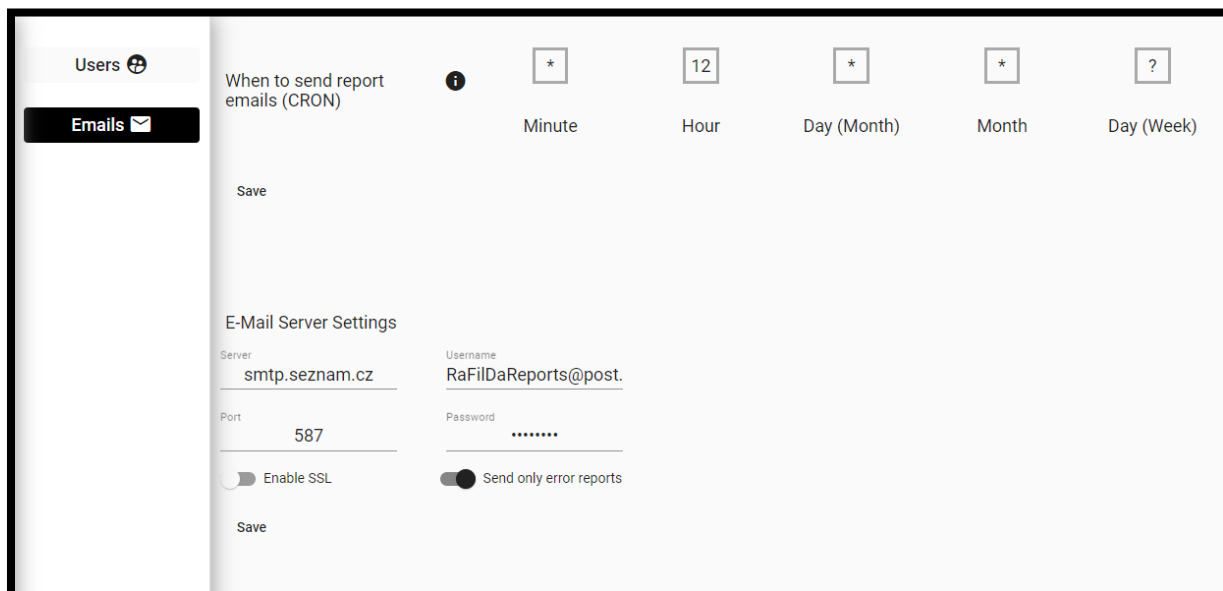 Users
Emails
When to send report
emails (CRON)
* 12 * * ?
Minute Hour Day (Month) Month Day (Week)
Save
E-Mail Server Settings
Server Username
smtp.seznam.cz RaFilDaReports@post.
Port Password
587 ········
Enable SSL Send only error reports
Save